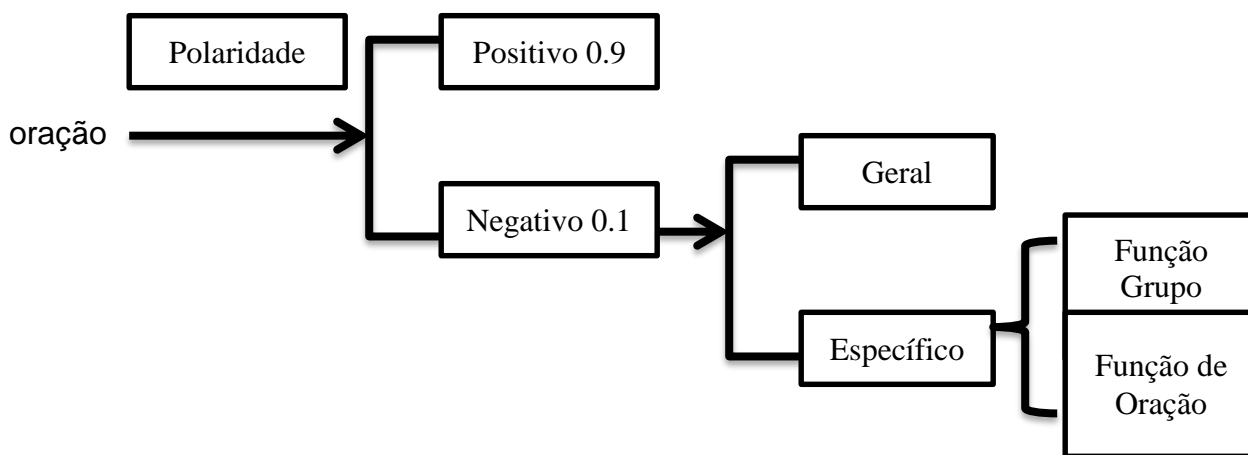 Polaridade
Positivo 0.9
oração
Negativo 0.1
Geral
Específico
Função
Grupo
Função de
Oração